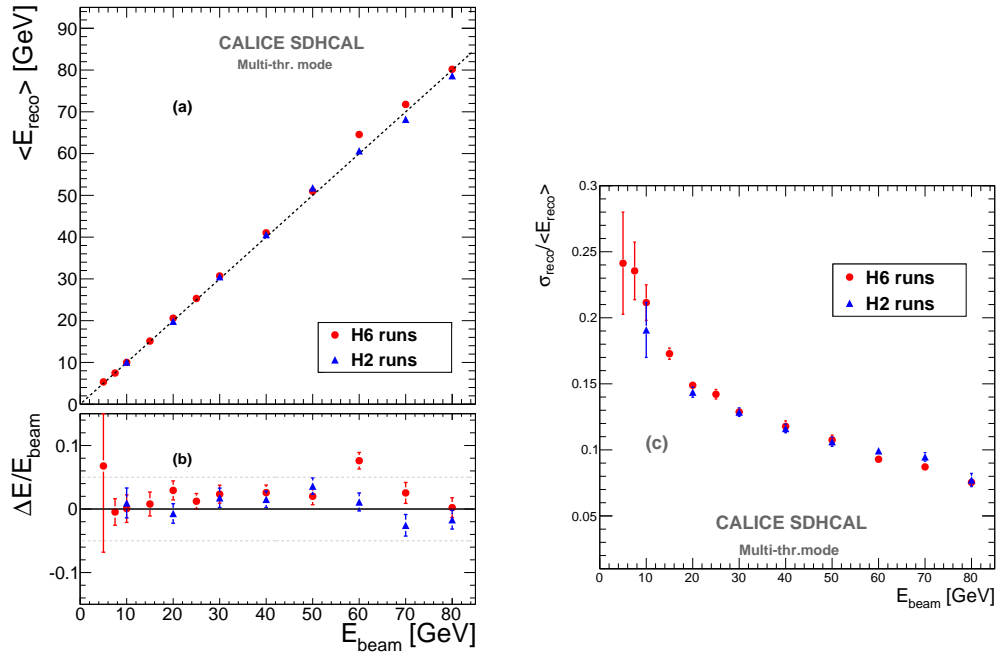 CALICE SDHCAL
Multi-thr. mode
(a)
<E_reco> [GeV]
90
80
70
60
50
40
30
20
10
0
H6 runs
H2 runs
(b)
ΔE/E_beam
0.1
0
-0.1
0 10 20 30 40 50 60 70 80
E_beam [GeV]
σ_reco/<E_reco>
0.3
0.25
0.2
0.15
0.1
0.05
H6 runs
H2 runs
(c)
CALICE SDHCAL
Multi-thr.mode
0 10 20 30 40 50 60 70 80
E_beam [GeV]